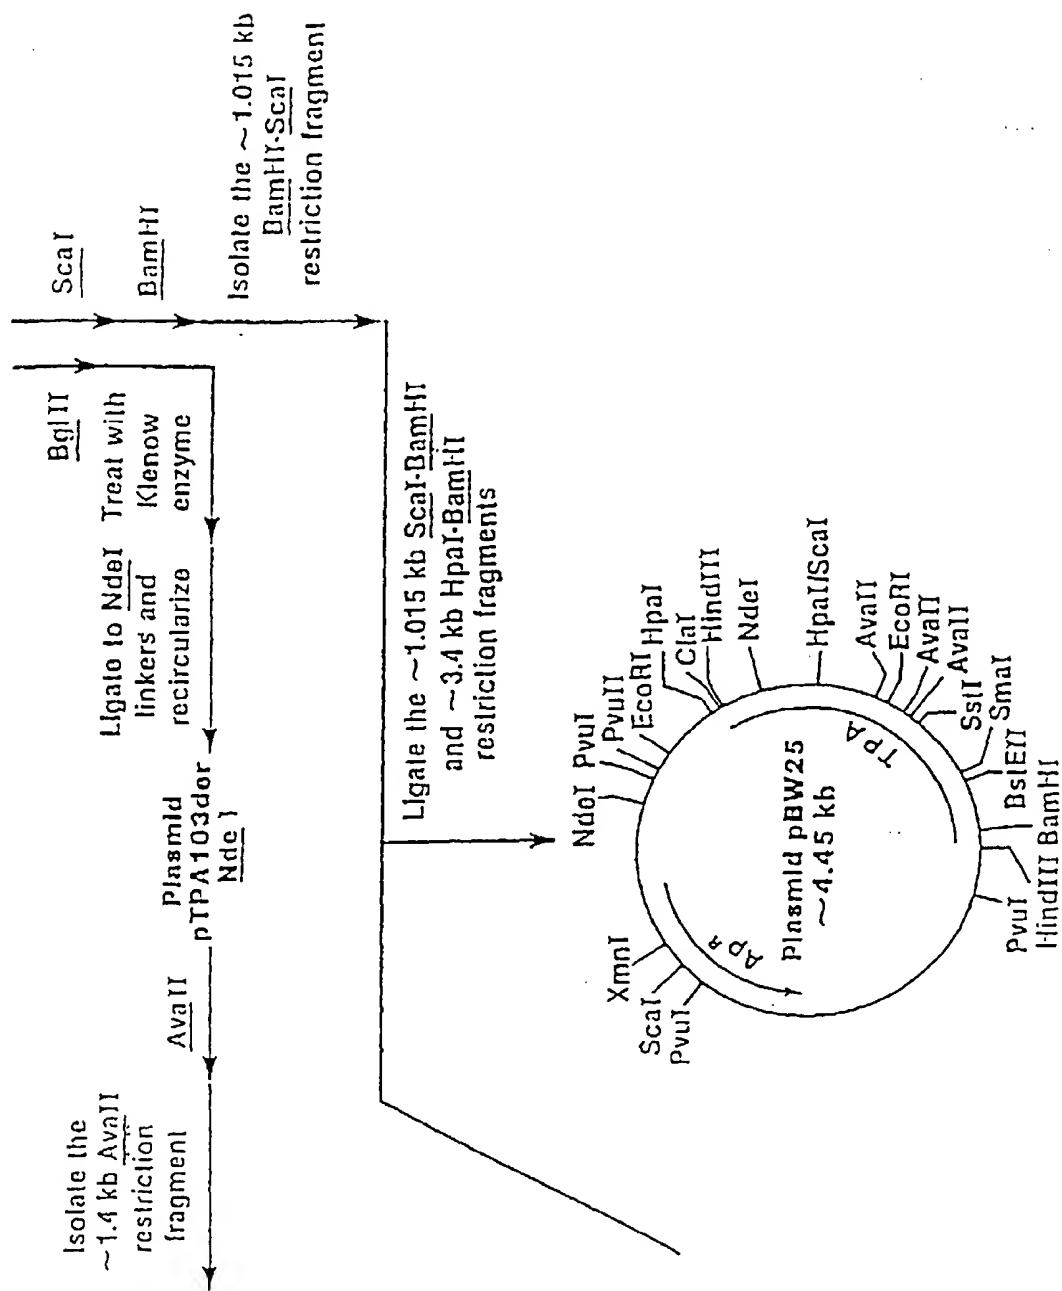 ScaI
BamHI
Isolate the ~1.015 kb
BamHI-ScaI
restriction fragment
BglII
Treat with
Klenow
enzyme
Ligate to NdeI
linkers and
recircularize
Plasmid
pTPA103der
NdeI
AvaII
Isolate the
~1.4 kb AvaII
restriction
fragment
Ligate the ~1.015 kb ScaI-BamHI
and ~3.4 kb HpaI-BamHI
restriction fragments
NdeI
PvuI
PvuII
EcoRI
HpaI
ClaI
HindIII
NdeI
HpaII/ScaI
AvaII
EcoRI
AvaII
AvaII
SstI
SmaI
BstEII
BamHI
HindIII
PvuI
PvuI
ScaI
XmnI
ApR
TPA
Plasmid pBW25
~4.45 kb